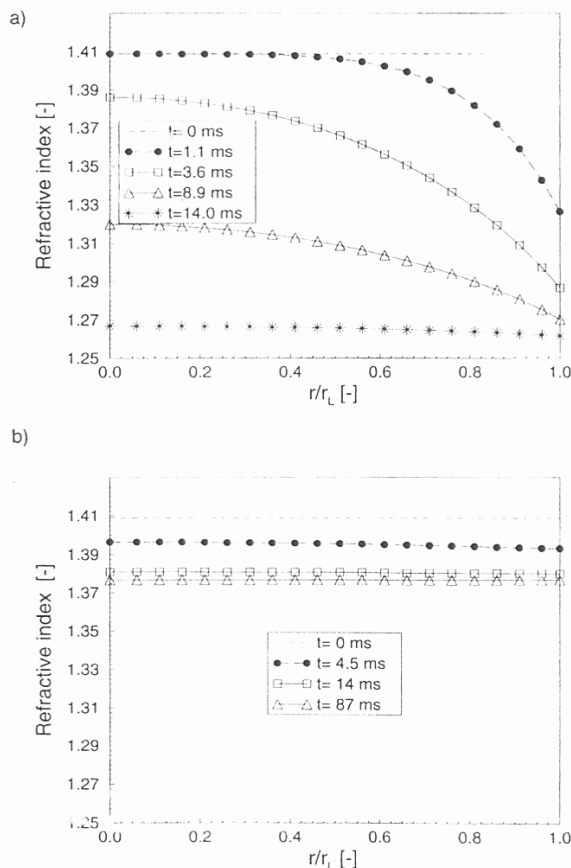 a)
Refractive index [-]
1.41
1.39
1.37
1.35
1.33
1.31
1.29
1.27
1.25
t= 0 ms
t=1.1 ms
t=3.6 ms
t=8.9 ms
t=14.0 ms
0.0 0.2 0.4 0.6 0.8 1.0
r/r_L [-]
b)
Refractive index [-]
1.41
1.39
1.37
1.35
1.33
1.31
1.29
1.27
1.25
t= 0 ms
t= 4.5 ms
t= 14 ms
t= 87 ms
0.0 0.2 0.4 0.6 0.8 1.0
r/r_L [-]